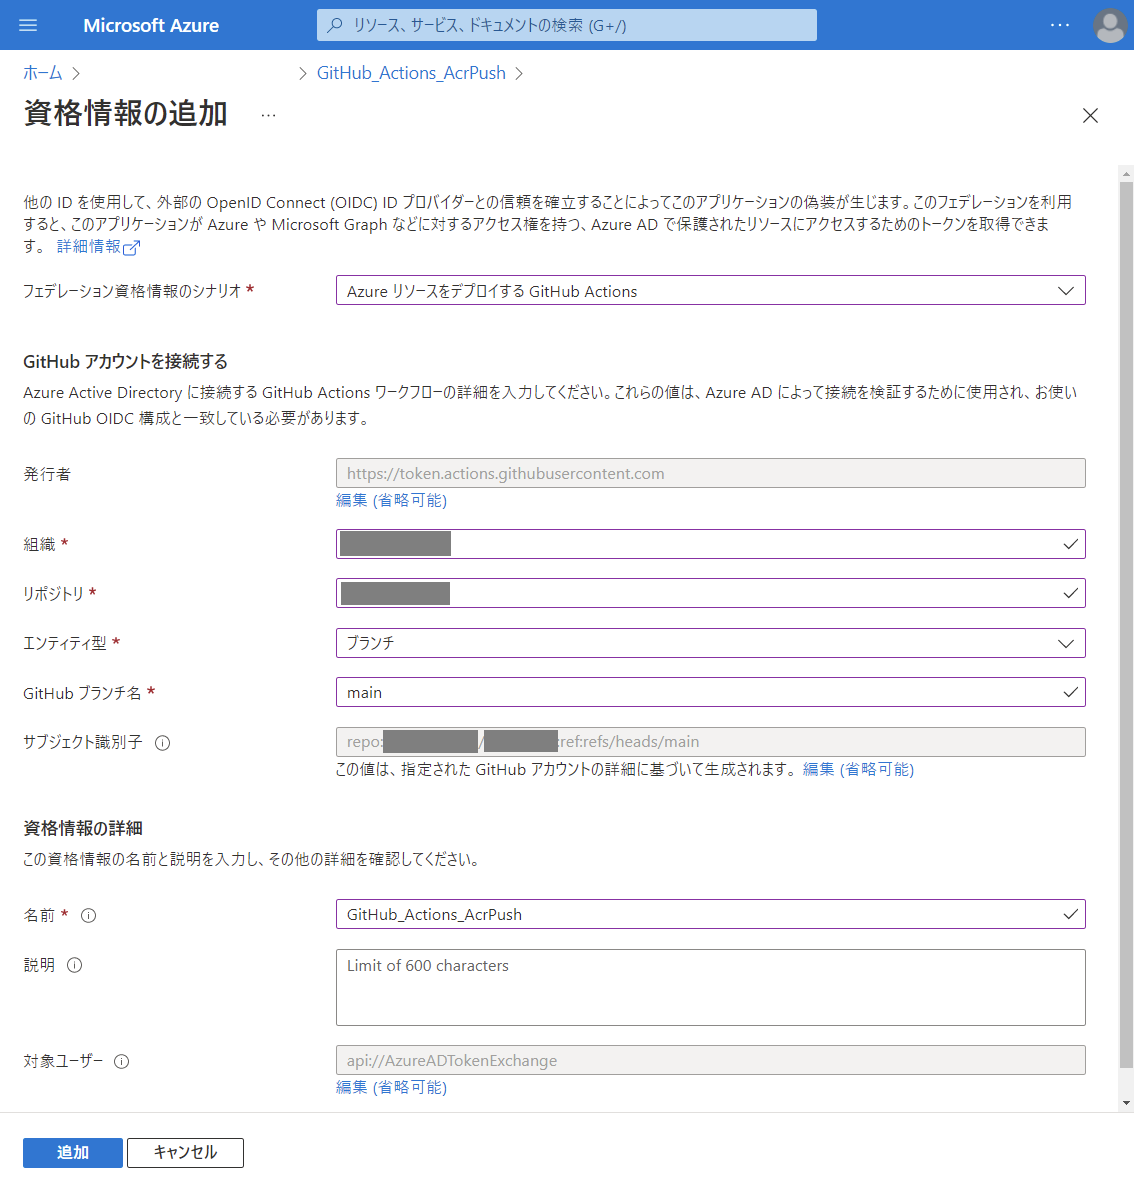 Microsoft Azure
リソース、サービス、ドキュメントの検索 (G+/)
ホーム
GitHub_Actions_AcrPush
資格情報の追加
他の ID を使用して、外部の OpenID Connect (OIDC) ID プロバイダーとの信頼を確立することによってこのアプリケーションの偽装が生じます。このフェデレーションを利用
すると、このアプリケーションが Azure や Microsoft Graph などに対するアクセス権を持つ、Azure AD で保護されたリソースにアクセスするためのトークンを取得できま
す。 詳細情報
フェデレーション資格情報のシナリオ *
Azure リソースをデプロイする GitHub Actions
GitHub アカウントを接続する
Azure Active Directory に接続する GitHub Actions ワークフローの詳細を入力してください。これらの値は、Azure AD によって接続を検証するために使用され、お使い
の GitHub OIDC 構成と一致している必要があります。
発行者
https://token.actions.githubusercontent.com
編集 (省略可能)
組織 *
リポジトリ *
エンティティ型 *
ブランチ
GitHub ブランチ名 *
main
サブジェクト識別子
repo: / :ref:refs/heads/main
この値は、指定された GitHub アカウントの詳細に基づいて生成されます。 編集 (省略可能)
資格情報の詳細
この資格情報の名前と説明を入力し、その他の詳細を確認してください。
名前 *
GitHub_Actions_AcrPush
説明
Limit of 600 characters
対象ユーザー
api://AzureADTokenExchange
編集 (省略可能)
追加
キャンセル